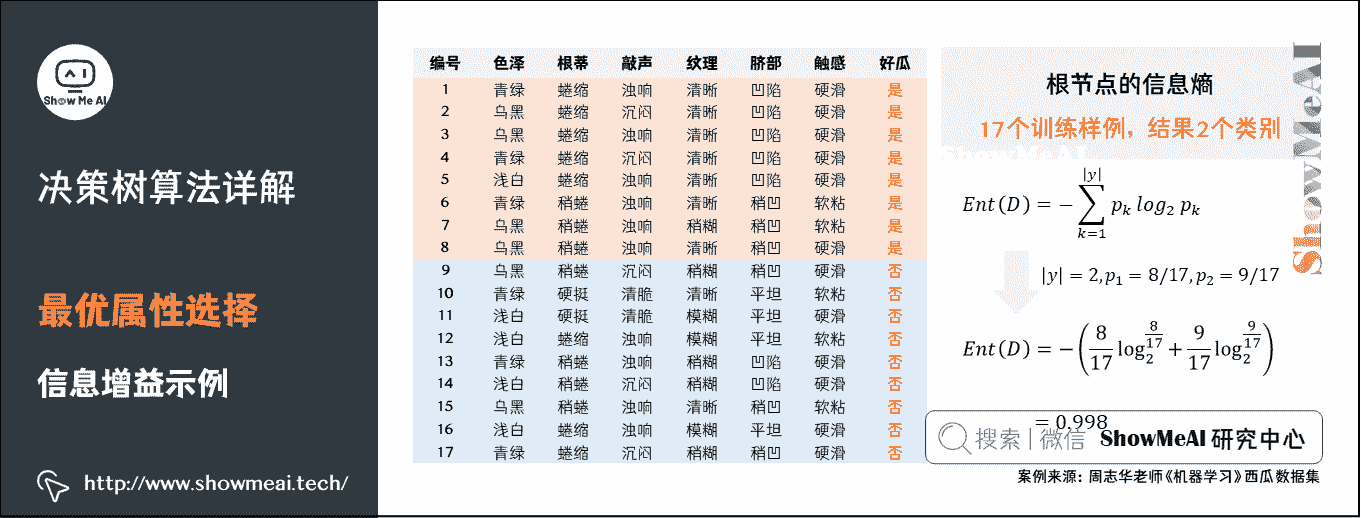 Show Me AI
决策树算法详解
最优属性选择
信息增益示例
http://www.showmeai.tech/
编号 色泽 根蒂 敲声 纹理 脐部 触感 好瓜
1 青绿 蜷缩 浊响 清晰 凹陷 硬滑 是
2 乌黑 蜷缩 沉闷 清晰 凹陷 硬滑 是
3 乌黑 蜷缩 浊响 清晰 凹陷 硬滑 是
4 青绿 蜷缩 沉闷 清晰 凹陷 硬滑 是
5 浅白 蜷缩 浊响 清晰 凹陷 硬滑 是
6 青绿 稍蜷 浊响 清晰 稍凹 软粘 是
7 乌黑 稍蜷 浊响 稍糊 稍凹 软粘 是
8 乌黑 稍蜷 浊响 清晰 稍凹 硬滑 是
9 乌黑 稍蜷 沉闷 稍糊 稍凹 硬滑 否
10 青绿 硬挺 清脆 清晰 平坦 软粘 否
11 浅白 硬挺 清脆 模糊 平坦 硬滑 否
12 浅白 蜷缩 浊响 模糊 平坦 软粘 否
13 青绿 稍蜷 浊响 稍糊 凹陷 硬滑 否
14 浅白 稍蜷 沉闷 稍糊 凹陷 硬滑 否
15 乌黑 稍蜷 浊响 清晰 稍凹 软粘 否
16 浅白 蜷缩 浊响 模糊 平坦 硬滑 否
17 青绿 蜷缩 沉闷 稍糊 稍凹 硬滑 否
根节点的信息熵
17个训练样例，结果2个类别
ShowMeAI
Ent(D) = −∑_{k=1}^{|y|} p_k log_2 p_k
|y| = 2, p_1 = 8/17, p_2 = 9/17
Ent(D) = −(8/17 log_2^{8/17} + 9/17 log_2^{9/17})
= 0.998
搜索 | 微信 ShowMeAI 研究中心
案例来源：周志华老师《机器学习》西瓜数据集
ShowMeAI